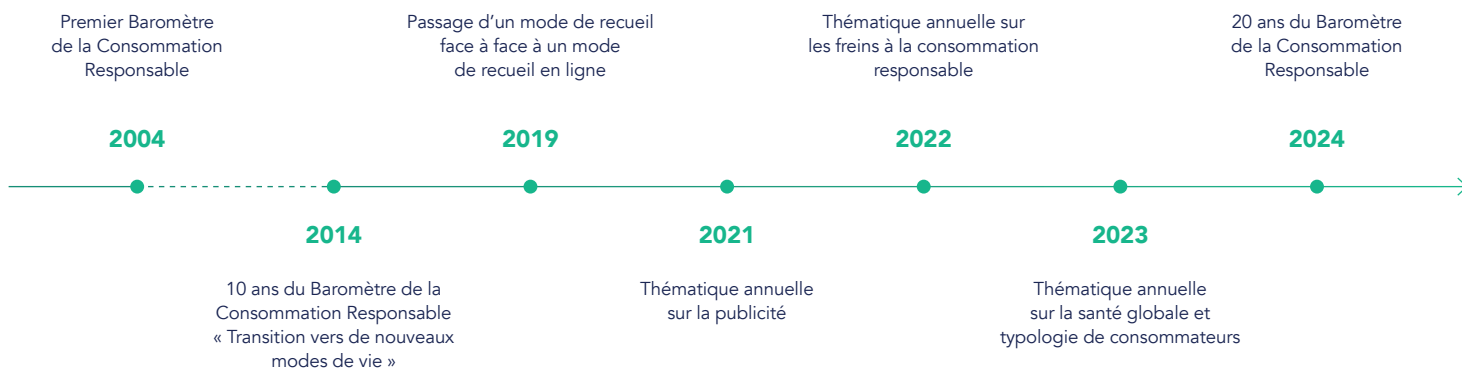 Premier Baromètre
de la Consommation
Responsable
2004
10 ans du Baromètre de la
Consommation Responsable
« Transition vers de nouveaux
modes de vie »
2014
Passage d’un mode de recueil
face à face à un mode
de recueil en ligne
2019
2021
Thématique annuelle
sur la publicité
Thématique annuelle sur
les freins à la consommation
responsable
2022
2023
Thématique annuelle
sur la santé globale et
typologie de consommateurs
20 ans du Baromètre
de la Consommation
Responsable
2024